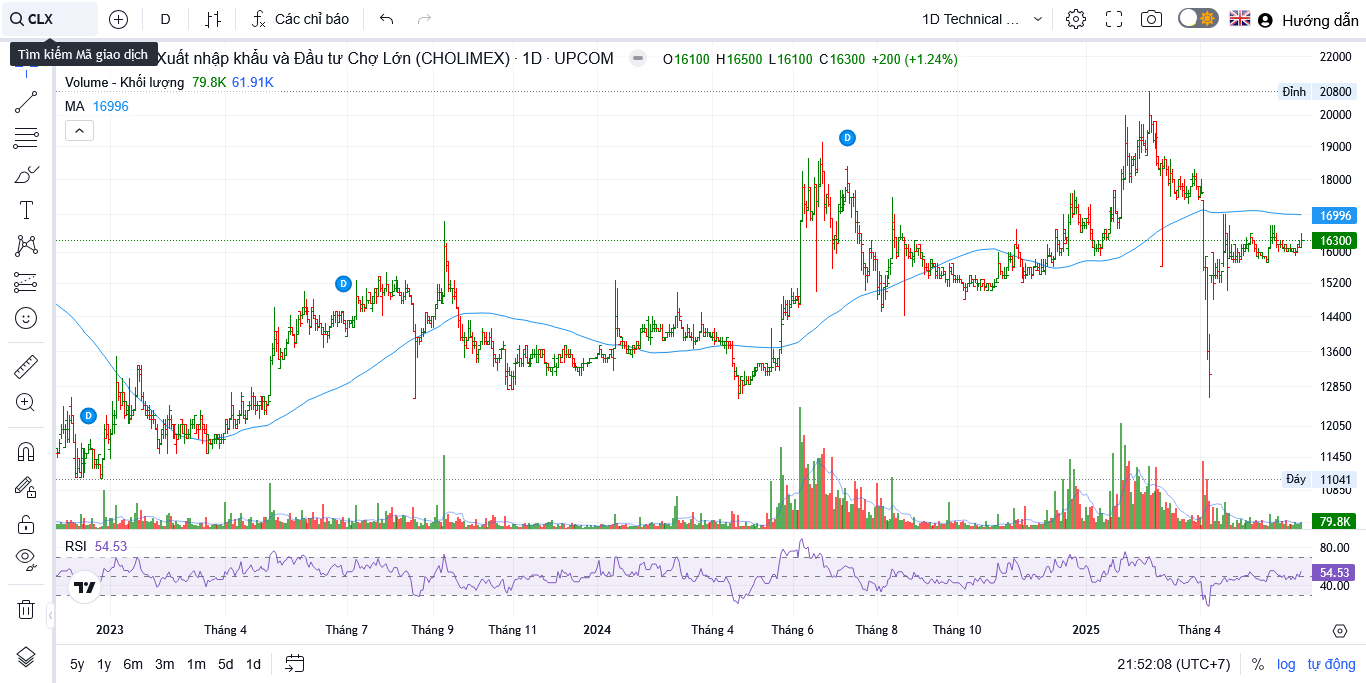 CLX
D
Các chỉ báo
1D Technical ...
Hướng dẫn
Tìm kiếm Mã giao dịch
Xuất nhập khẩu và Đầu tư Chợ Lớn (CHOLIMEX) · 1D · UPCOM
O16100 H16500 L16100 C16300 +200 (+1.24%)
Volume - Khối lượng 79.8K 61.91K
MA 16996
D
D
D
22000
Đỉnh 20800
20000
19000
18000
16996
16300
16000
15200
14400
13600
12850
12050
11450
Đáy 11041
10850
79.8K
RSI 54.53
80.00
54.53
40.00
2023
Tháng 4
Tháng 7
Tháng 9
Tháng 11
2024
Tháng 4
Tháng 6
Tháng 8
Tháng 10
2025
Tháng 4
5y 1y 6m 3m 1m 5d 1d
21:52:08 (UTC+7)
% log tự động